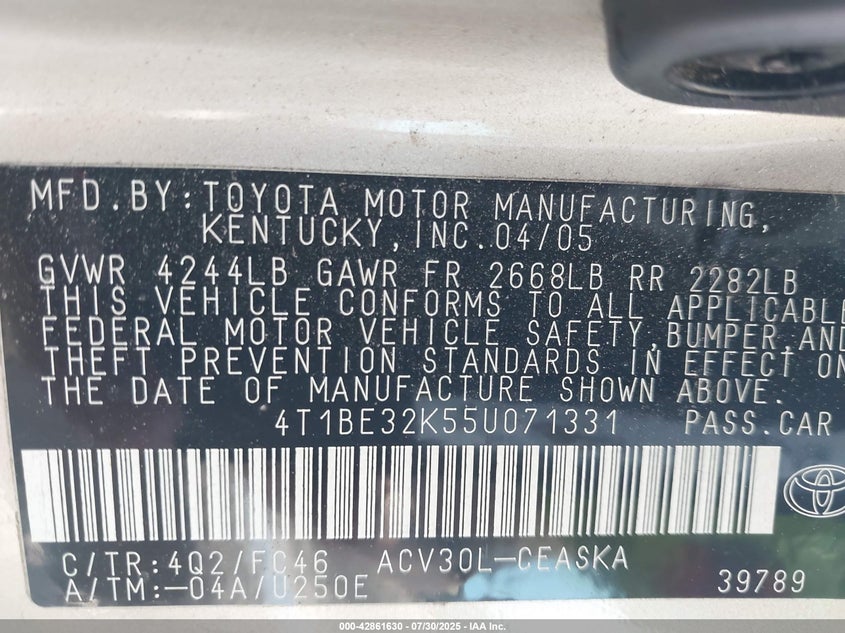 MFD.BY:TOYOTA MOTOR MANUFACTURING,
KENTUCKY,INC.04/05
GVWR 4244LB GAWR FR 2668LB RR 2282LB
THIS VEHICLE CONFORMS TO ALL APPLICABLE
FEDERAL MOTOR VEHICLE SAFETY,BUMPER,AND
THEFT PREVENTION STANDARDS IN EFFECT ON
THE DATE OF MANUFACTURE SHOWN ABOVE.
4T1BE32K55U071331 PASS.CAR
C/TR:4Q2/FC46 ACV30L-CEASKA
A/TM:-04A/U250E 39789
000-42861630 - 07/30/2025 - IAA Inc.